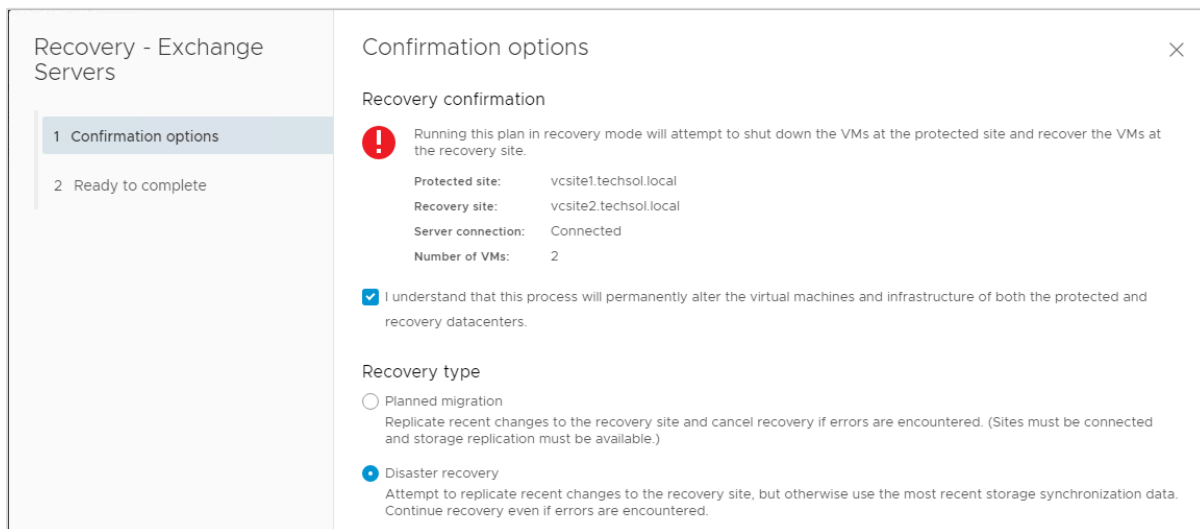 Recovery - Exchange
Servers
1 Confirmation options
2 Ready to complete
Confirmation options
Recovery confirmation
Running this plan in recovery mode will attempt to shut down the VMs at the protected site and recover the VMs at
the recovery site.
Protected site: vcsite1.techsol.local
Recovery site: vcsite2.techsol.local
Server connection: Connected
Number of VMs: 2
I understand that this process will permanently alter the virtual machines and infrastructure of both the protected and
recovery datacenters.
Recovery type
Planned migration
Replicate recent changes to the recovery site and cancel recovery if errors are encountered. (Sites must be connected
and storage replication must be available.)
Disaster recovery
Attempt to replicate recent changes to the recovery site, but otherwise use the most recent storage synchronization data.
Continue recovery even if errors are encountered.